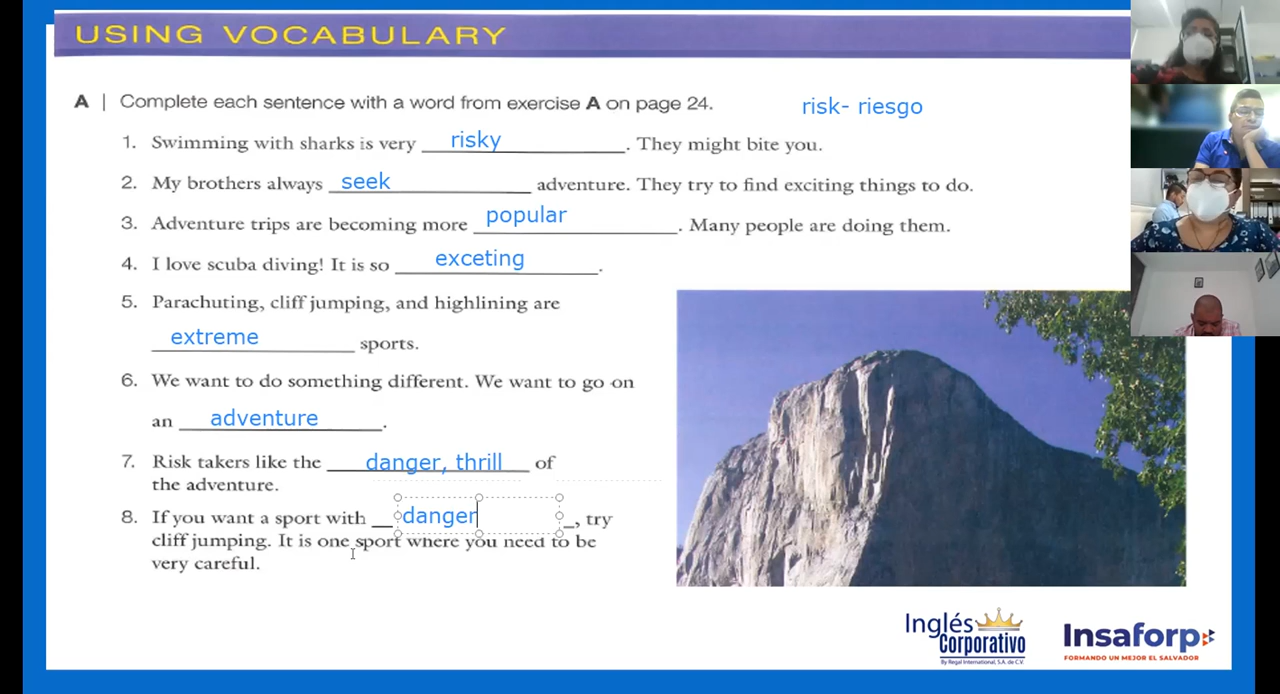 USING VOCABULARY
A | Complete each sentence with a word from exercise A on page 24.
risk- riesgo
1. Swimming with sharks is very risky. They might bite you.
2. My brothers always seek adventure. They try to find exciting things to do.
3. Adventure trips are becoming more popular. Many people are doing them.
4. I love scuba diving! It is so exceting.
5. Parachuting, cliff jumping, and highlining are
extreme sports.
6. We want to do something different. We want to go on
an adventure.
7. Risk takers like the danger, thrill of
the adventure.
8. If you want a sport with danger, try
cliff jumping. It is one sport where you need to be
very careful.
Inglés
Corporativo
By Regal International, S.A. de C.V.
Insaforp
FORMANDO UN MEJOR EL SALVADOR